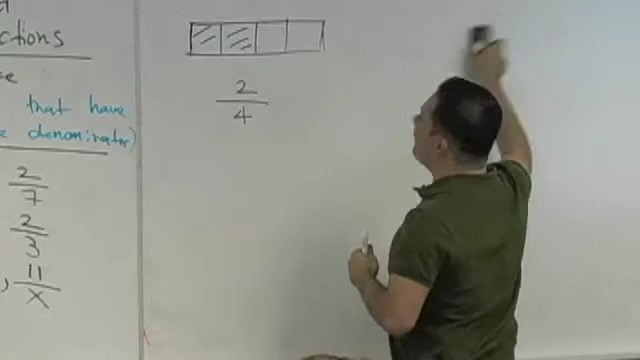 ctions
that have
denominator)
2/7
2/3
, 11/x
2/4